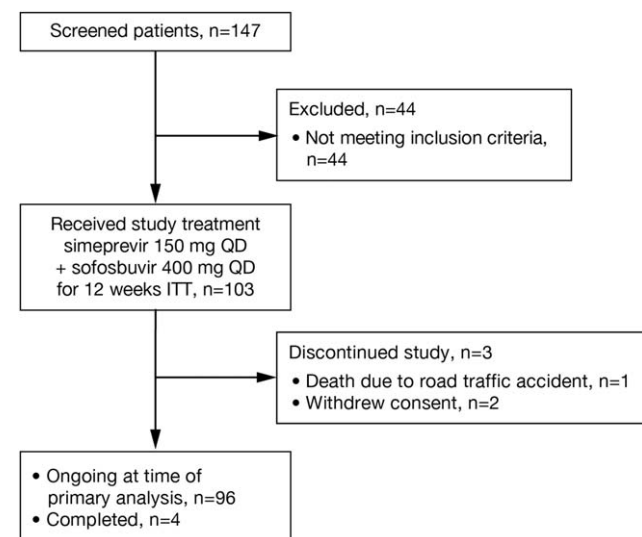 Screened patients, n=147
Excluded, n=44
• Not meeting inclusion criteria,
n=44
Received study treatment
simeprevir 150 mg QD
+ sofosbuvir 400 mg QD
for 12 weeks ITT, n=103
Discontinued study, n=3
• Death due to road traffic accident, n=1
• Withdrew consent, n=2
• Ongoing at time of
primary analysis, n=96
• Completed, n=4